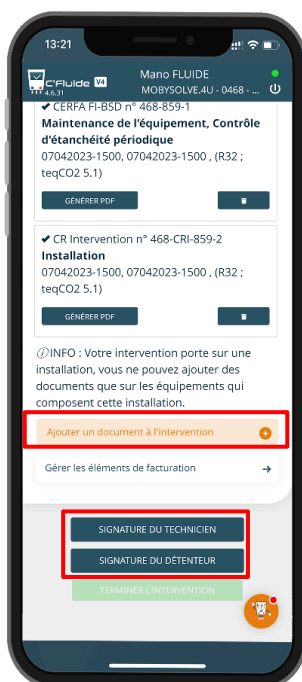 13:21
C'Fluide V4
4.6.31
Mano FLUIDE
MOBYSOLVE.4U - 0468 - ...
✔ CERFA FI-BSD n° 468-859-1
Maintenance de l'équipement, Contrôle
d'étanchéité périodique
07042023-1500, 07042023-1500 , (R32 ;
teqCO2 5.1)
GÉNÉRER PDF
✔ CR Intervention n° 468-CRI-859-2
Installation
07042023-1500, 07042023-1500 , (R32 ;
teqCO2 5.1)
GÉNÉRER PDF
INFO : Votre intervention porte sur une
installation, vous ne pouvez ajouter des
documents que sur les équipements qui
composent cette installation.
Ajouter un document à l'intervention
Gérer les éléments de facturation
SIGNATURE DU TECHNICIEN
SIGNATURE DU DÉTENTEUR
TERMINER L'INTERVENTION